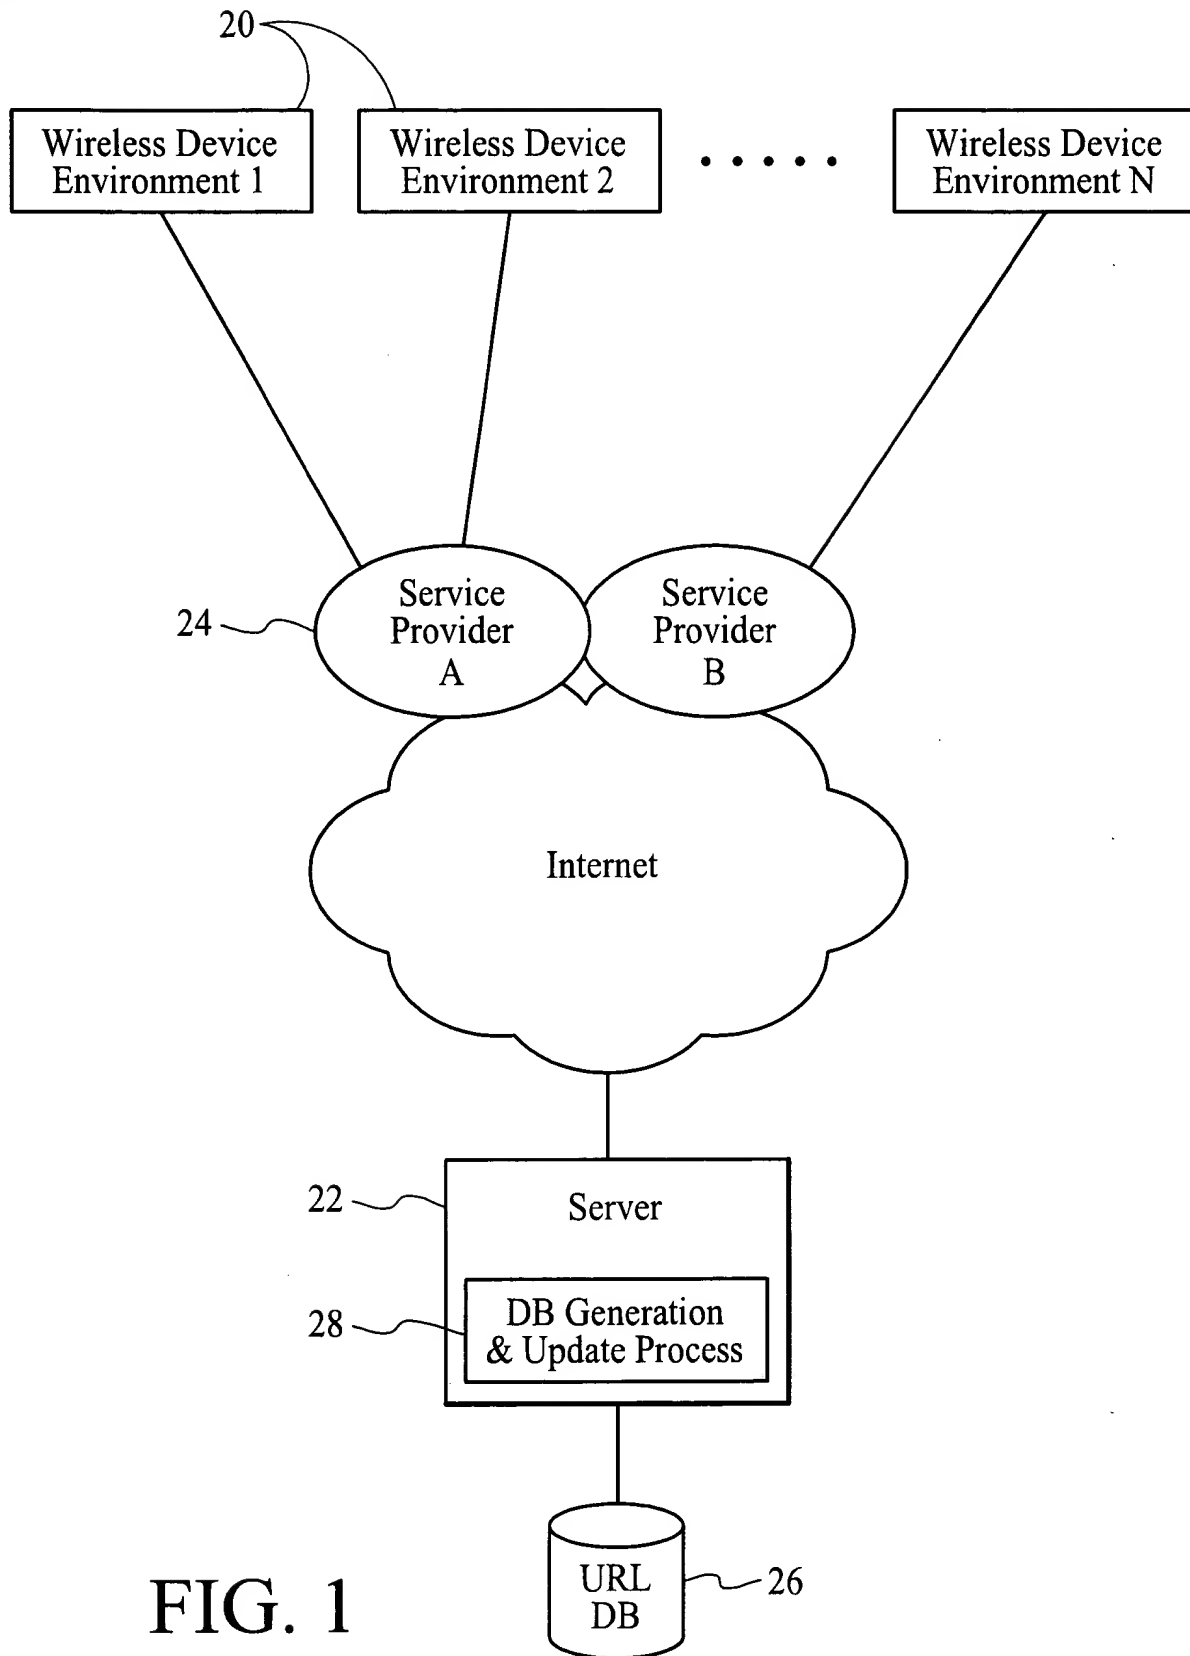 20
Wireless Device
Environment 1
Wireless Device
Environment 2
Wireless Device
Environment N
24
Service
Provider
A
Service
Provider
B
Internet
22
Server
28
DB Generation
& Update Process
URL
DB
26
FIG. 1